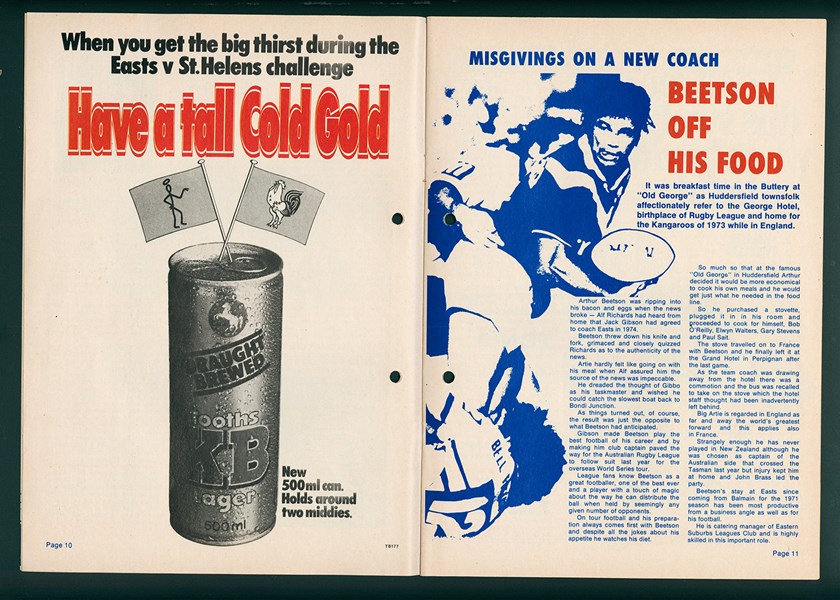 When you get the big thirst during the
Easts v St.Helens challenge
Have a tall Cold Gold
DRAUGHT
BREWED
Tooths
KB
Lager
500ml
New
500ml can.
Holds around
two middies.
Page 10
TB177
MISGIVINGS ON A NEW COACH
BEETSON
OFF
HIS FOOD
It was breakfast time in the Buttery at
"Old George" as Huddersfield townsfolk
affectionately refer to the George Hotel,
birthplace of Rugby League and home for
the Kangaroos of 1973 while in England.
Arthur Beetson was ripping into
his bacon and eggs when the news
broke — Alf Richards had heard from
home that Jack Gibson had agreed
to coach Easts in 1974.
Beetson threw down his knife and
fork, grimaced and closely quizzed
Richards as to the authenticity of the
news.
Artie hardly felt like going on with
his meal when Alf assured him the
source of the news was impeccable.
He dreaded the thought of Gibbo
as his taskmaster and wished he
could catch the slowest boat back to
Bondi Junction.
As things turned out, of course,
the result was just the opposite to
what Beetson had anticipated.
Gibson made Beetson play the
best football of his career and by
making him club captain paved the
way for the Australian Rugby League
to follow suit last year for the
overseas World Series tour.
League fans know Beetson as a
great footballer, one of the best ever
and a player with a touch of magic
about the way he can distribute the
ball when held by seemingly any
given number of opponents.
On tour football and his prepara-
tion always comes first with Beetson
and despite all the jokes about his
appetite he watches his diet.
So much so that at the famous
"Old George" in Huddersfield Arthur
decided it would be more economical
to cook his own meals and he would
get just what he needed in the food
line.
So he purchased a stovette,
plugged it in in his room and
proceeded to cook for himself, Bob
O'Reilly, Elwyn Walters, Gary Stevens
and Paul Sait.
The stove travelled on to France
with Beetson and he finally left it at
the Grand Hotel in Perpignan after
the last game.
As the team coach was drawing
away from the hotel there was a
commotion and the bus was recalled
to take on the stove which the hotel
staff thought had been inadvertently
left behind.
Big Artie is regarded in England as
far and away the world's greatest
forward and this applies also
in France.
Strangely enough he has never
played in New Zealand although he
was chosen as captain of the
Australian side that crossed the
Tasman last year but injury kept him
at home and John Brass led the
party.
Beetson's stay at Easts since
coming from Balmain for the 1971
season has been most productive
from a business angle as well as for
his football.
He is catering manager of Eastern
Suburbs Leagues Club and is highly
skilled in this important role.
Page 11